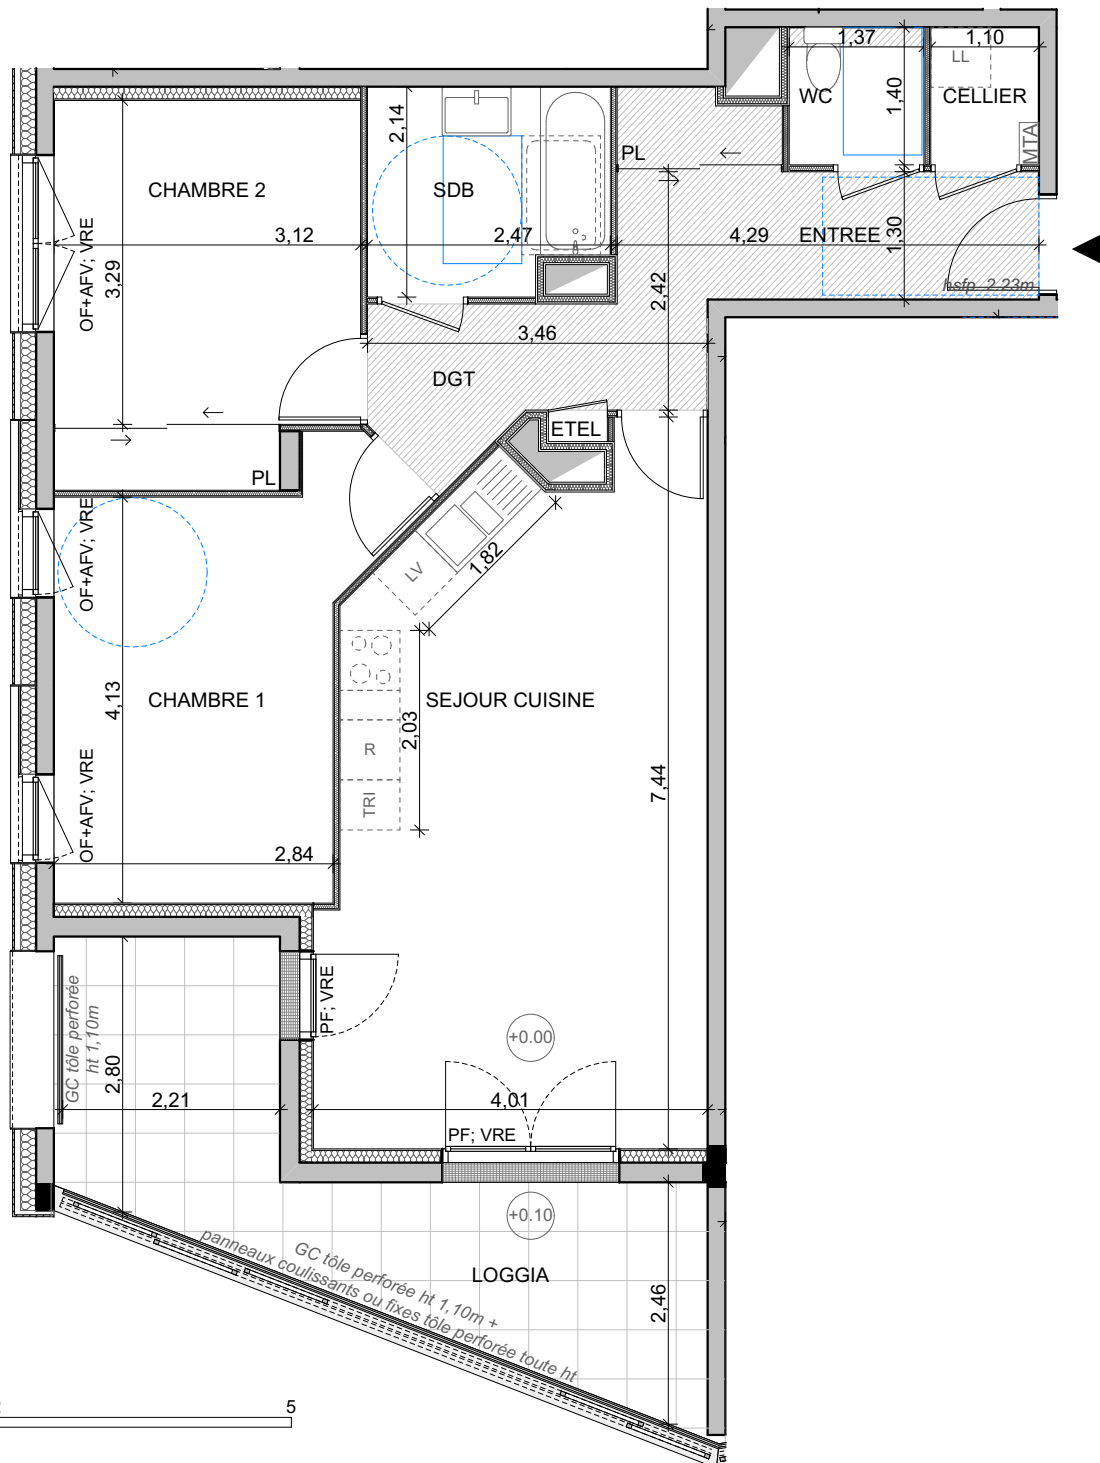 1,37
1,10
LL
WC
1,40
CELLIER
MTA
2,14
PL
CHAMBRE 2
SDB
OF+AFV; VRE
3,12
2,47
4,29
ENTREE
1,30
3,29
2,42
hsfp 2.23m
3,46
DGT
ETEL
PL
OF+AFV; VRE
1,82
LV
4,13
CHAMBRE 1
SEJOUR CUISINE
2,03
R
7,44
TRI
OF+AFV; VRE
2,84
PF; VRE
GC tôle perforée
ht 1,10m
+0.00
2,80
2,21
4,01
PF; VRE
+0.10
GC tôle perforée ht 1,10m +
panneaux coulissants ou fixes tôle perforée toute ht
LOGGIA
2,46
5